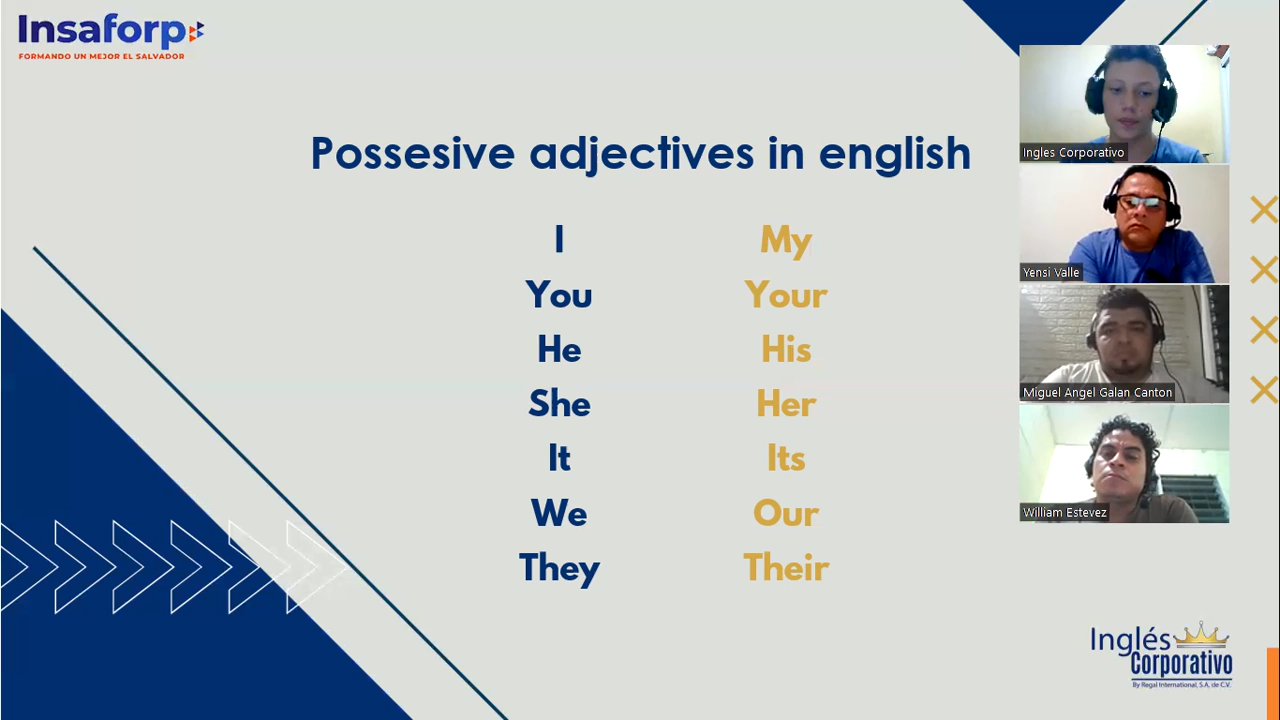 Insaforp
FORMANDO UN MEJOR EL SALVADOR
Possesive adjectives in english
I My
You Your
He His
She Her
It Its
We Our
They Their
Ingles Corporativo
Yensi Valle
Miguel Angel Galan Canton
William Estevez
Inglés
Corporativo
By Regal International, S.A. de C.V.